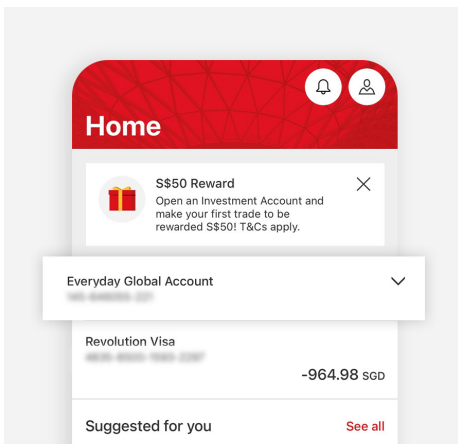 Home
S$50 Reward
Open an Investment Account and
make your first trade to be
rewarded S$50! T&Cs apply.
Everyday Global Account
Revolution Visa
-964.98 SGD
Suggested for you
See all